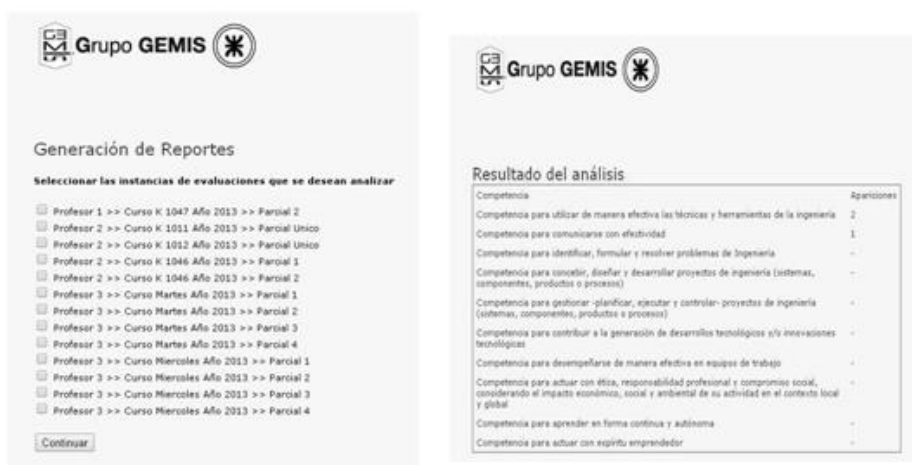 Grupo GEMIS
Generación de Reportes
Seleccionar las instancias de evaluaciones que se desean analizar
Profesor 1 >> Curso K 1047 Año 2013 >> Parcial 2
Profesor 2 >> Curso K 1011 Año 2013 >> Parcial Unico
Profesor 2 >> Curso K 1012 Año 2013 >> Parcial Unico
Profesor 2 >> Curso K 1046 Año 2013 >> Parcial 1
Profesor 2 >> Curso K 1046 Año 2013 >> Parcial 2
Profesor 3 >> Curso Martes Año 2013 >> Parcial 1
Profesor 3 >> Curso Martes Año 2013 >> Parcial 2
Profesor 3 >> Curso Martes Año 2013 >> Parcial 3
Profesor 3 >> Curso Martes Año 2013 >> Parcial 4
Profesor 3 >> Curso Miercoles Año 2013 >> Parcial 1
Profesor 3 >> Curso Miercoles Año 2013 >> Parcial 2
Profesor 3 >> Curso Miercoles Año 2013 >> Parcial 3
Profesor 3 >> Curso Miercoles Año 2013 >> Parcial 4
Continuar
Grupo GEMIS
Resultado del análisis
Competencia Apariciones
Competencia para utilizar de manera efectiva las técnicas y herramientas de la ingeniería 2
Competencia para comunicarse con efectividad 1
Competencia para identificar, formular y resolver problemas de Ingeniería -
Competencia para concebir, diseñar y desarrollar proyectos de ingeniería (sistemas, -
componentes, productos o procesos)
Competencia para gestionar -planificar, ejecutar y controlar- proyectos de ingeniería -
(sistemas, componentes, productos o procesos)
Competencia para contribuir a la generación de desarrollos tecnológicos y/o innovaciones -
tecnológicas
Competencia para desempeñarse de manera efectiva en equipos de trabajo -
Competencia para actuar con ética, responsabilidad profesional y compromiso social, -
considerando el impacto económico, social y ambiental de su actividad en el contexto local
y global
Competencia para aprender en forma continua y autónoma -
Competencia para actuar con espíritu emprendedor -